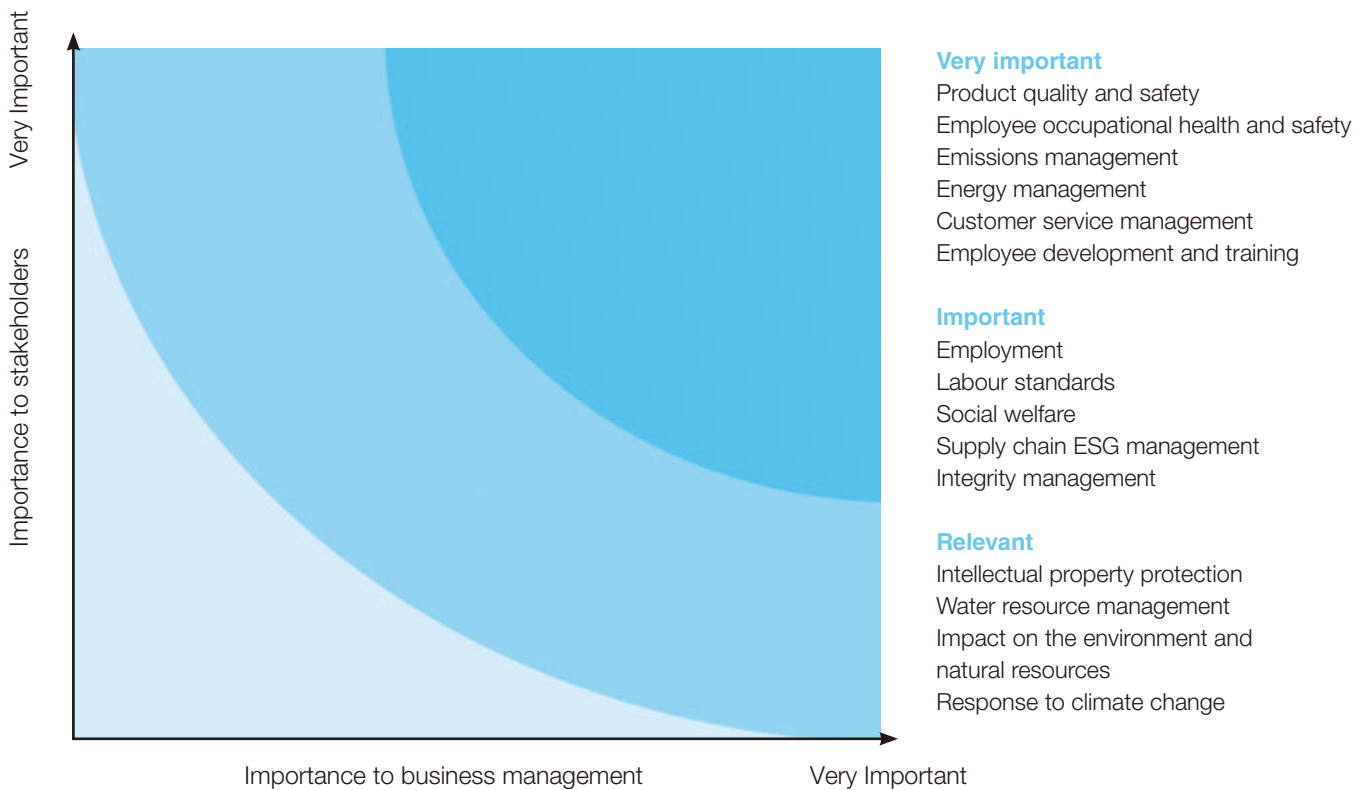 Very Important
Importance to stakeholders
Importance to business management
Very Important
Very important
Product quality and safety
Employee occupational health and safety
Emissions management
Energy management
Customer service management
Employee development and training
Important
Employment
Labour standards
Social welfare
Supply chain ESG management
Integrity management
Relevant
Intellectual property protection
Water resource management
Impact on the environment and
natural resources
Response to climate change